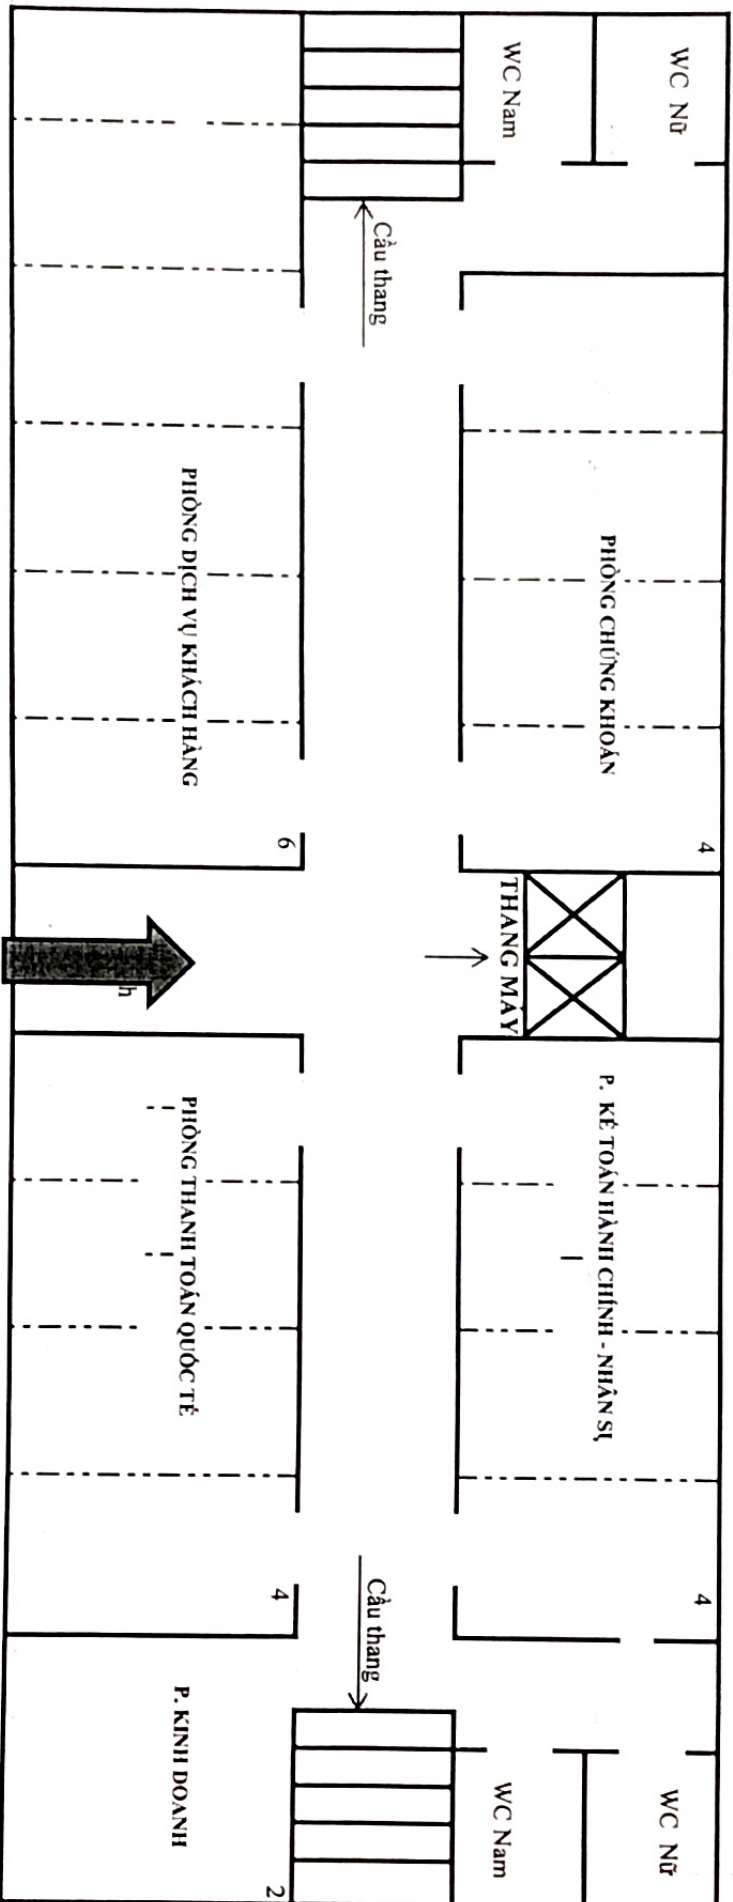 WC Nữ
WC Nam
PHÒNG CHỨNG KHOÁN
4
THANG MÁY
P. KẾ TOÁN HÀNH CHÍNH - NHÂN SỰ
4
WC Nữ
WC Nam
Cầu thang
Cầu thang
PHÒNG DỊCH VỤ KHÁCH HÀNG
6
h
PHÒNG THANH TOÁN QUỐC TẾ
4
P. KINH DOANH
2